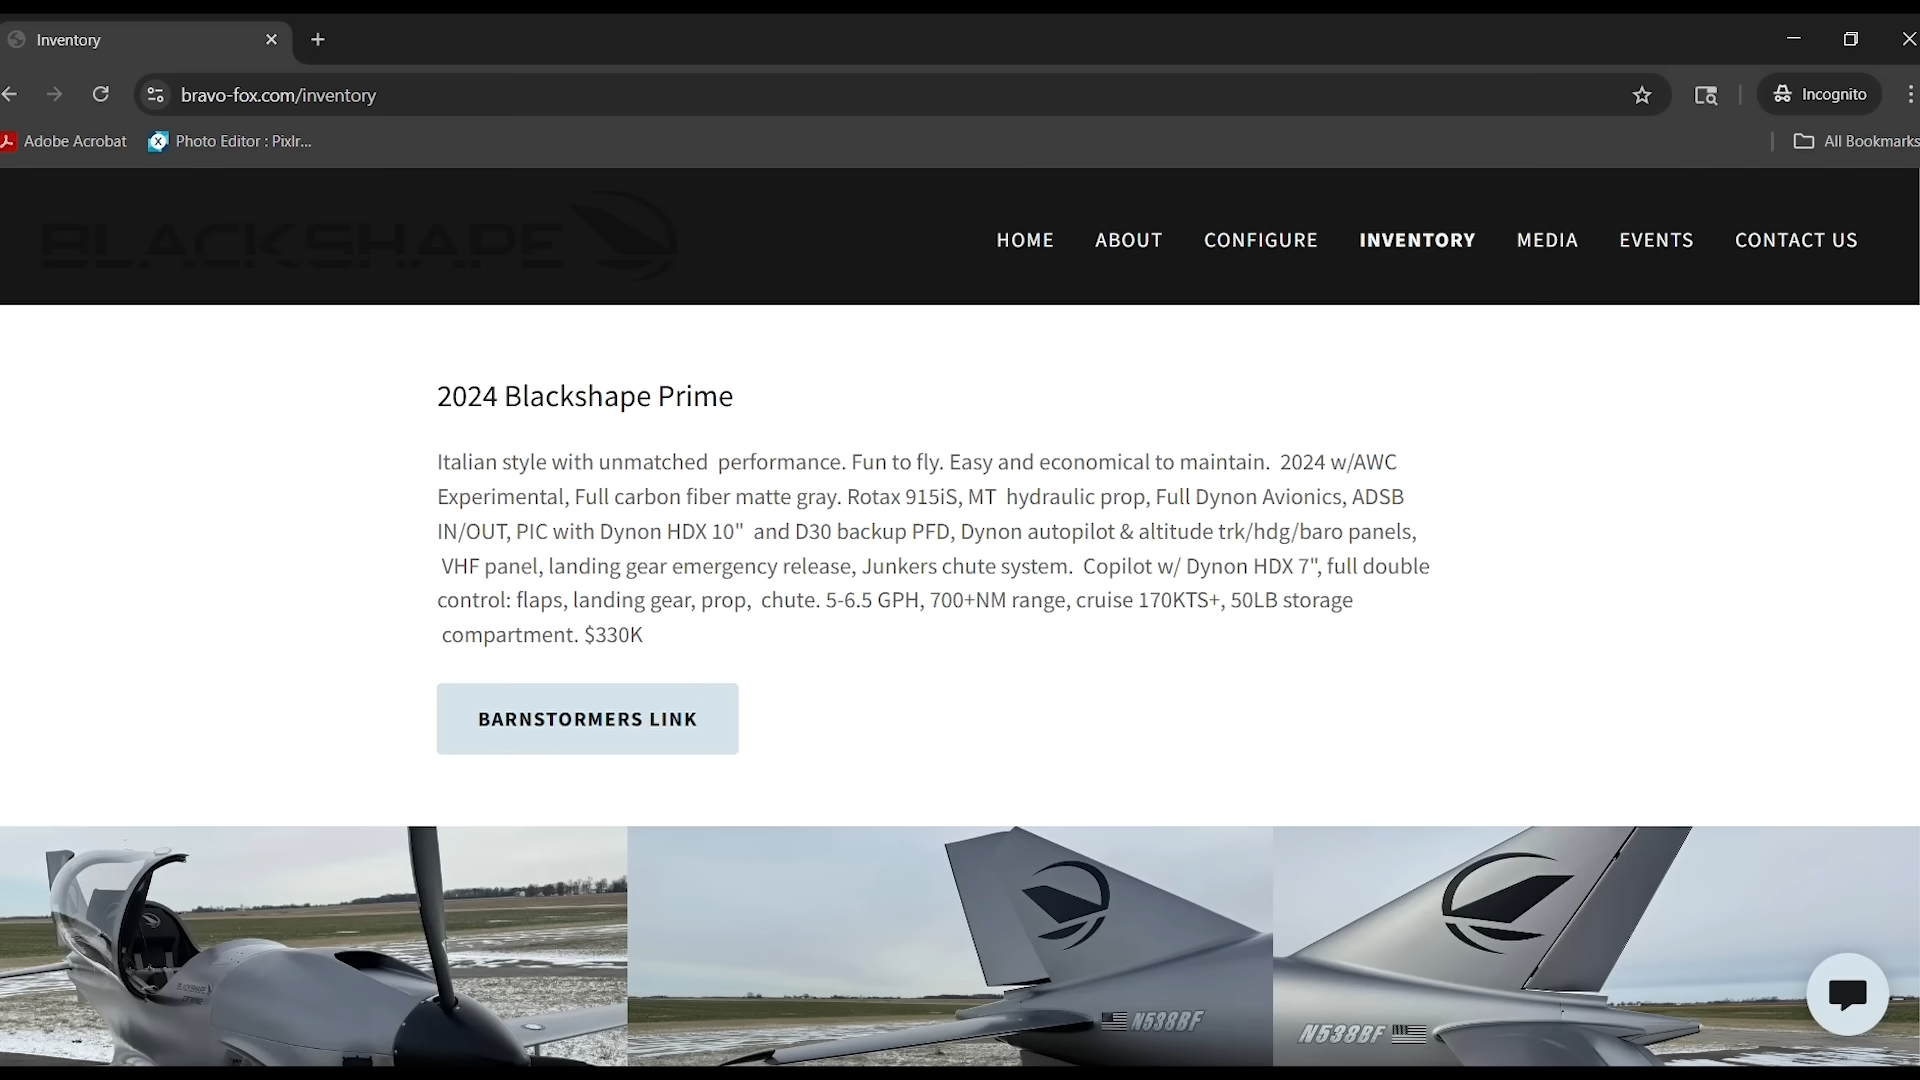 Inventory
bravo-fox.com/inventory
Incognito
Adobe Acrobat
Photo Editor : Pixlr...
All Bookmarks
BLACKSHAPE
HOME ABOUT CONFIGURE INVENTORY MEDIA EVENTS CONTACT US
2024 Blackshape Prime
Italian style with unmatched performance. Fun to fly. Easy and economical to maintain. 2024 w/AWC
Experimental, Full carbon fiber matte gray. Rotax 915iS, MT hydraulic prop, Full Dynon Avionics, ADSB
IN/OUT, PIC with Dynon HDX 10" and D30 backup PFD, Dynon autopilot & altitude trk/hdg/baro panels,
VHF panel, landing gear emergency release, Junkers chute system. Copilot w/ Dynon HDX 7", full double
control: flaps, landing gear, prop, chute. 5-6.5 GPH, 700+NM range, cruise 170KTS+, 50LB storage
compartment. $330K
BARNSTORMERS LINK
BLACKSHAPE
N538BF
N538BF